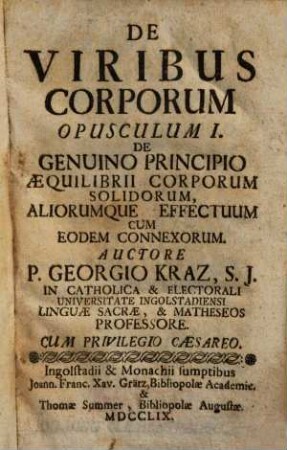 DE
VIRIBUS
CORPORUM
OPUSCULUM I.
DE
GENUINO PRINCIPIO
ÆQUILIBRII CORPORUM
SOLIDORUM,
ALIORUMQUE EFFECTUUM
CUM
EODEM CONNEXORUM.
AUCTORE
P. GEORGIO KRAZ, S. J.
IN CATHOLICA & ELECTORALI
UNIVERSITATE INGOLSTADIENSI
LINGUÆ SACRÆ, & MATHESEOS
PROFESSORE.
CUM PRIVILEGIO CÆSAREO.
Ingolstadii & Monachii sumptibus
Joann. Franc. Xav. Grätz, Bibliopolæ Academic.
&
Thomæ Summer, Bibliopolæ Augustæ.
MDCCLIX.